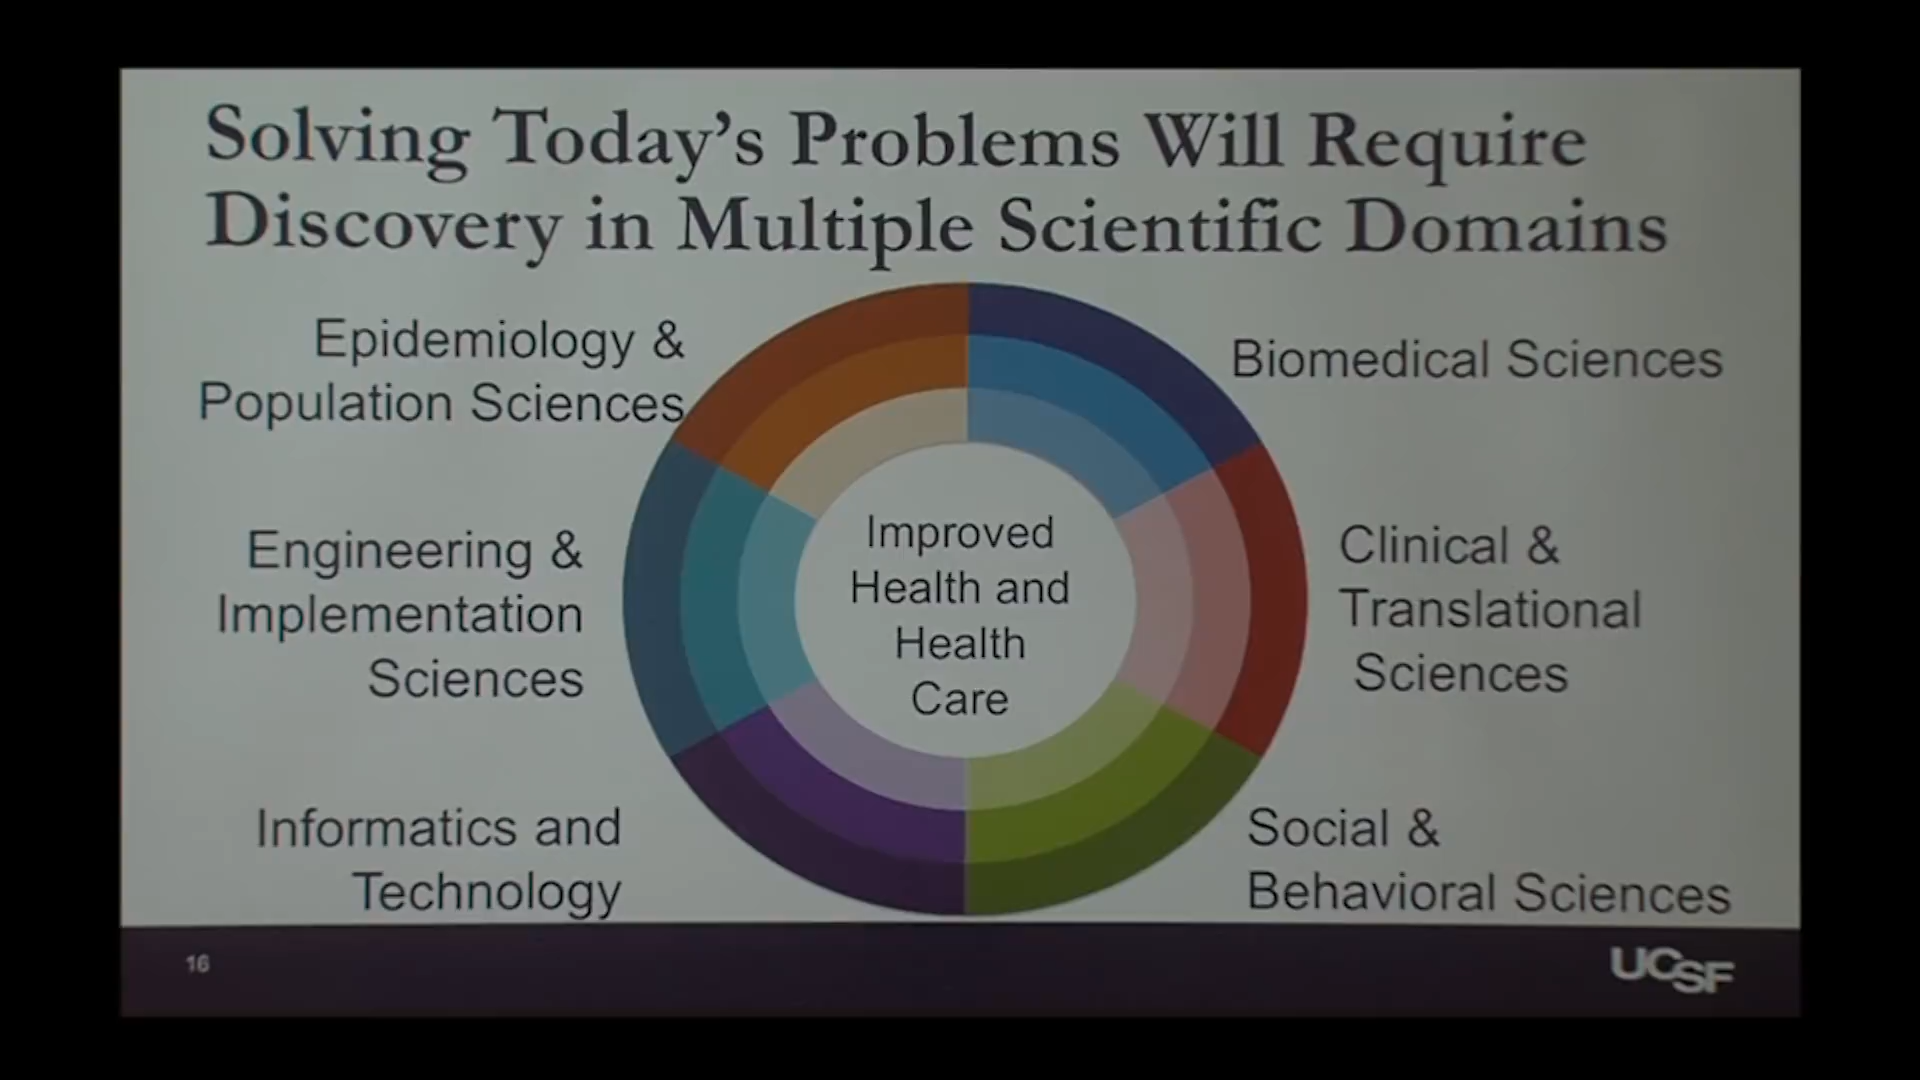 Solving Today's Problems Will Require
Discovery in Multiple Scientific Domains
Epidemiology &
Population Sciences
Biomedical Sciences
Engineering &
Implementation
Sciences
Improved
Health and
Health
Care
Clinical &
Translational
Sciences
Informatics and
Technology
Social &
Behavioral Sciences
16
UCSF